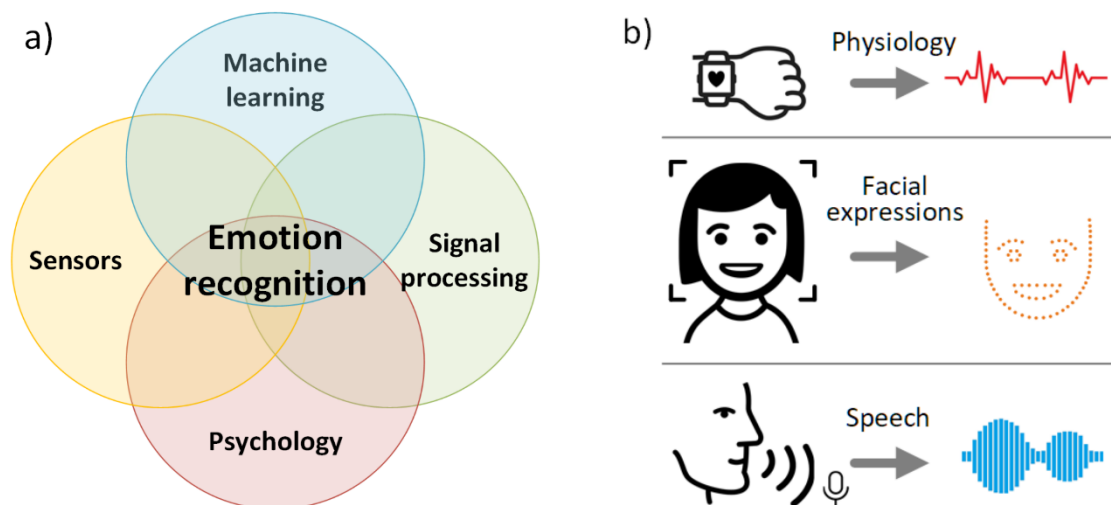 a)
Machine
learning
Sensors
Emotion
recognition
Signal
processing
Psychology
b)
Physiology
Facial
expressions
Speech